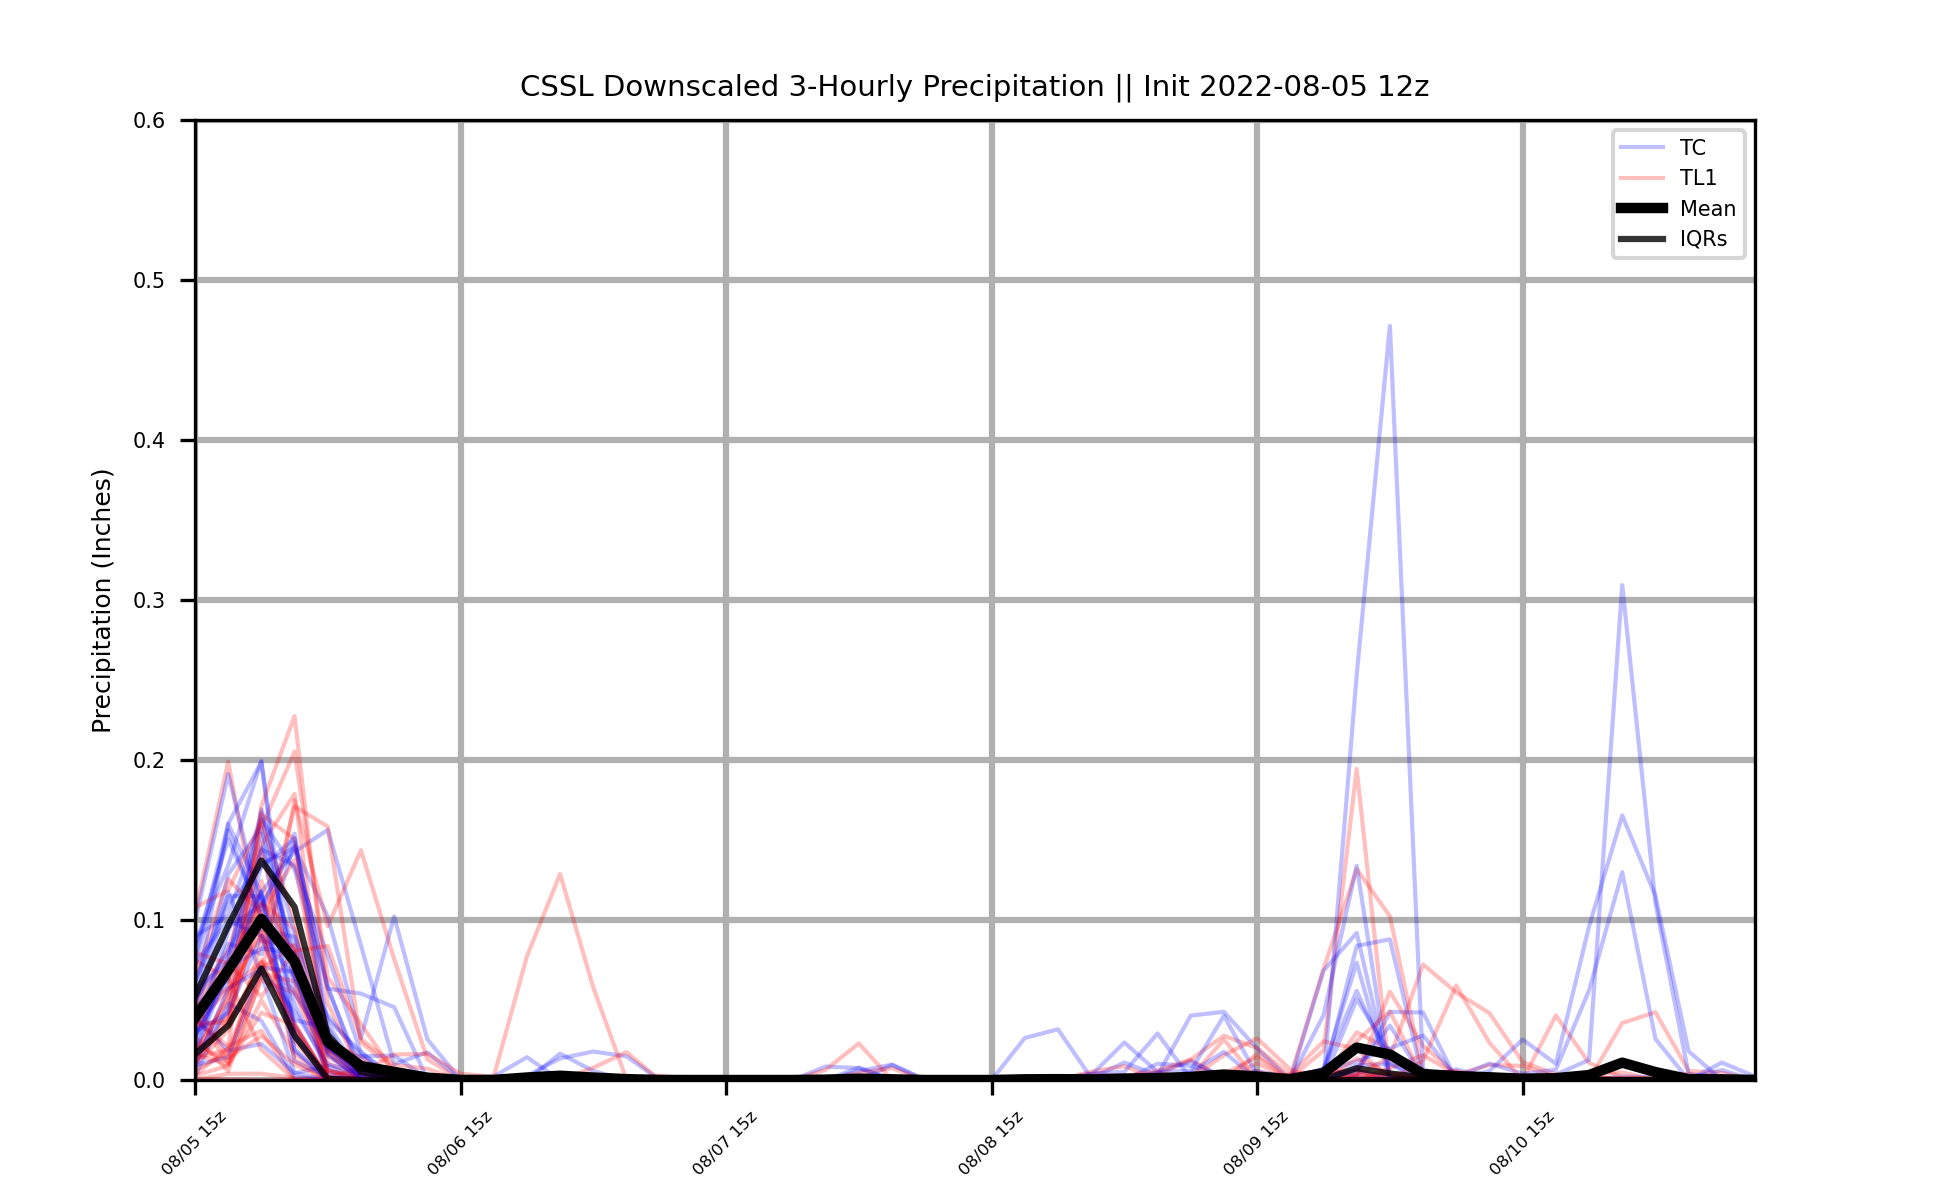 CSSL Downscaled 3-Hourly Precipitation || Init 2022-08-05 12z
Precipitation (Inches)
0.6
0.5
0.4
0.3
0.2
0.1
0.0
TC
TL1
Mean
IQRs
08/05 15z
08/06 15z
08/07 15z
08/08 15z
08/09 15z
08/10 15z